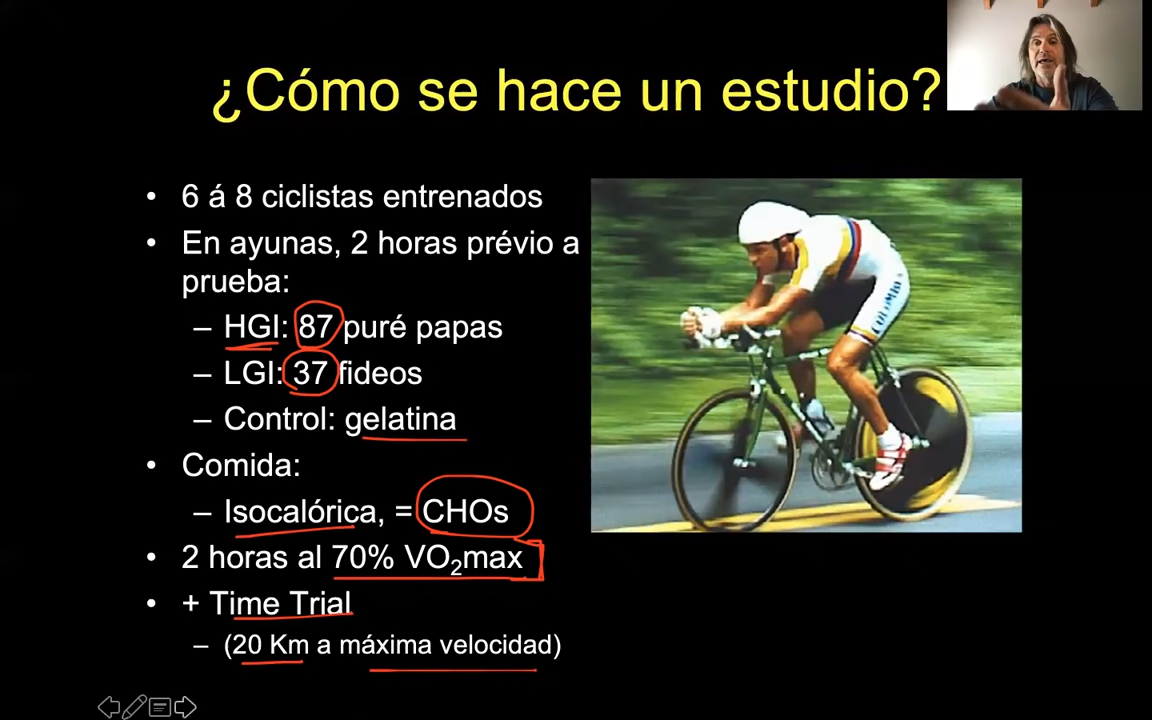 ¿Cómo se hace un estudio?
• 6 á 8 ciclistas entrenados
• En ayunas, 2 horas prévio a
prueba:
– HGI: 87 puré papas
– LGI: 37 fideos
– Control: gelatina
• Comida:
– Isocalórica, = CHOs
• 2 horas al 70% VO₂max
• + Time Trial
– (20 Km a máxima velocidad)
COLOMBIA